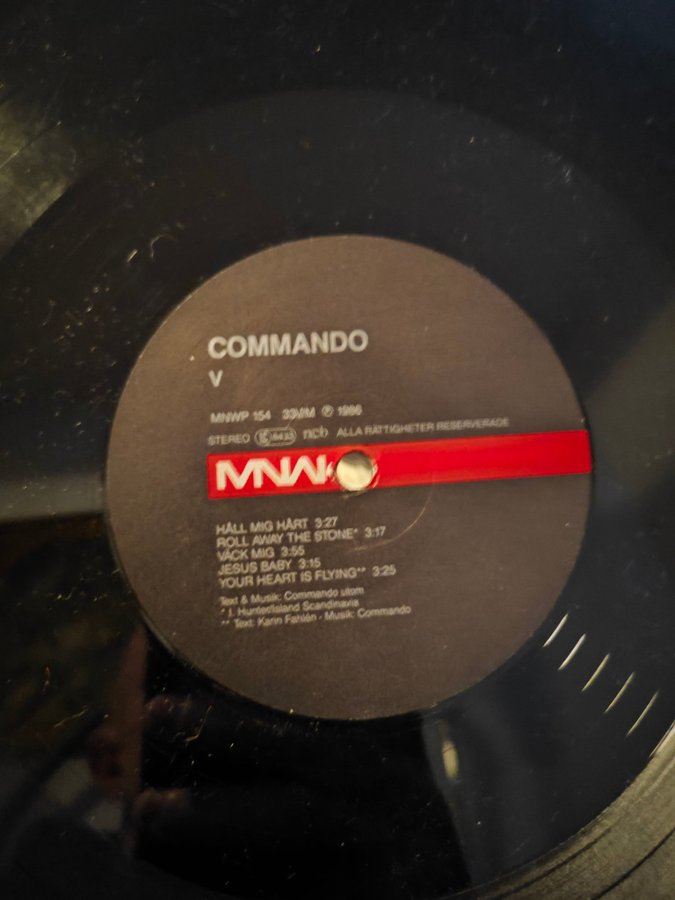 COMMANDO
V
MNWP 154 33V/M ℗ 1986
STEREO ncb ALLA RÄTTIGHETER RESERVERADE
MNW
HÅLL MIG HÅRT 3:27
ROLL AWAY THE STONE* 3:17
VÄCK MIG 3:55
JESUS BABY 3:15
YOUR HEART IS FLYING** 3:25
Text & Musik: Commando utom
* I. Hunter/Island Scandinavia
** Text: Karin Fahlén - Musik: Commando